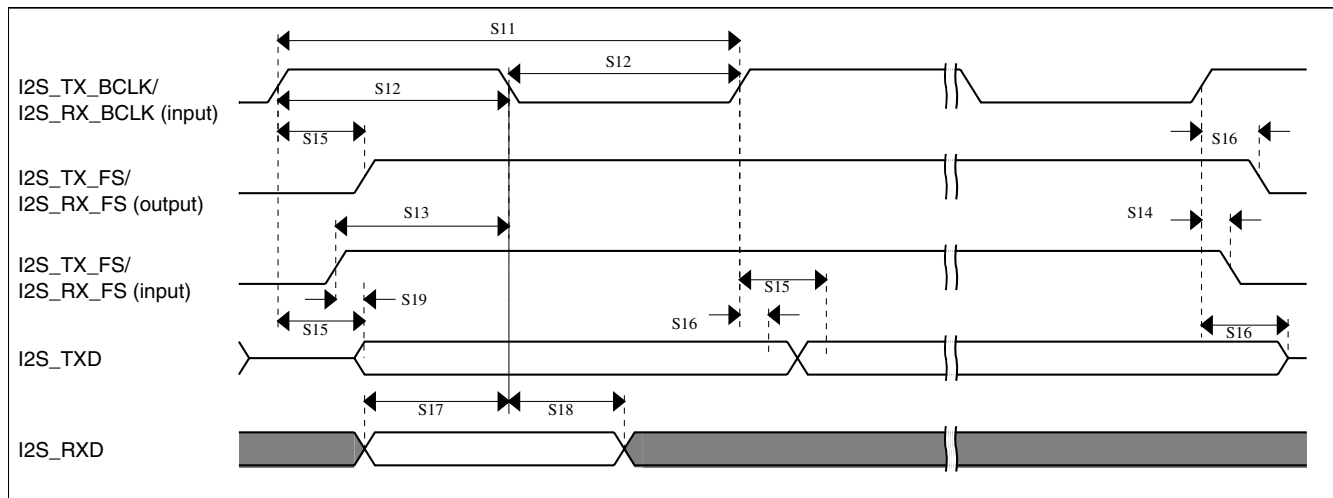 S11
I2S_TX_BCLK/
I2S_RX_BCLK (input)
S12
S12
S15
S16
I2S_TX_FS/
I2S_RX_FS (output)
S13
S14
I2S_TX_FS/
I2S_RX_FS (input)
S19
S15
S15
S16
S16
I2S_TXD
S17
S18
I2S_RXD